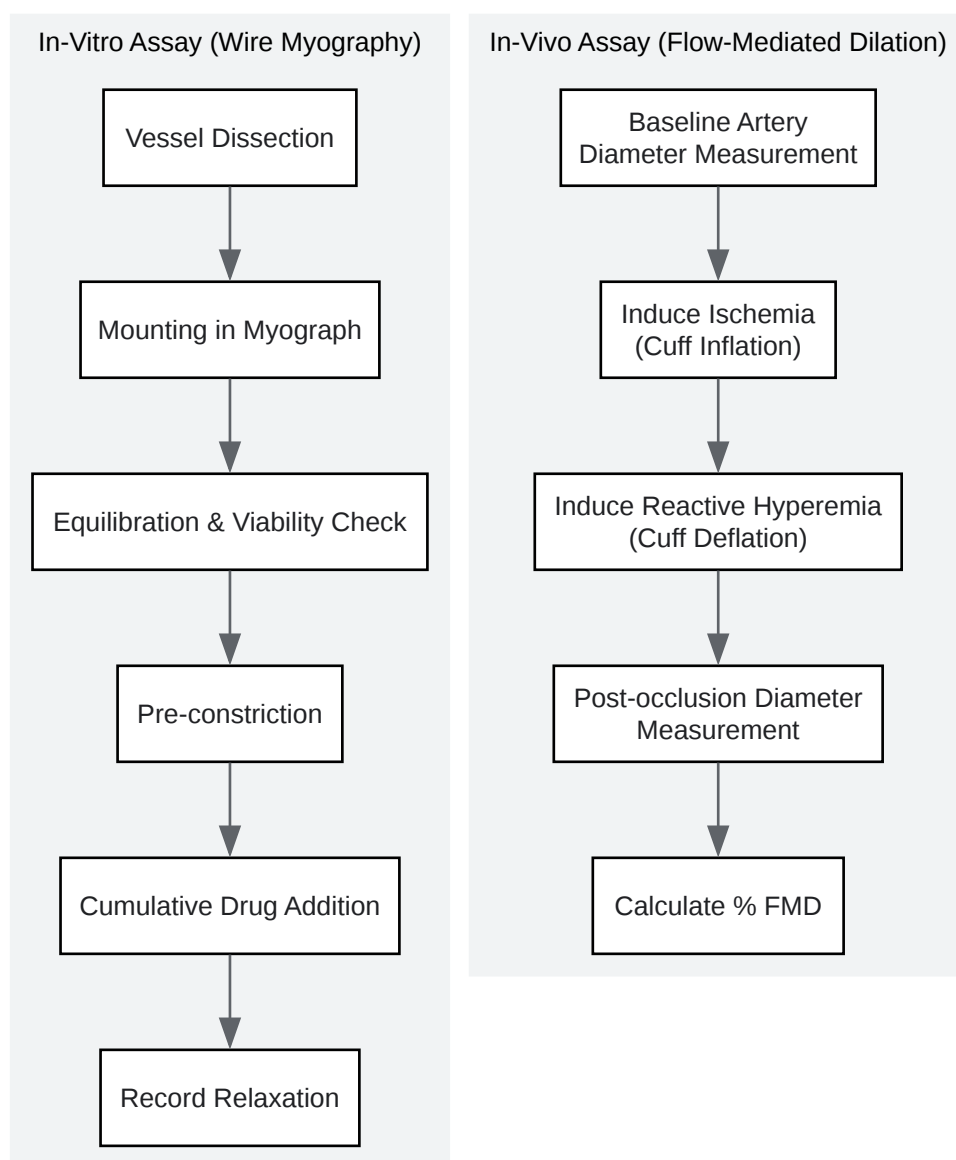 In-Vitro Assay (Wire Myography)
Vessel Dissection
Mounting in Myograph
Equilibration & Viability Check
Pre-constriction
Cumulative Drug Addition
Record Relaxation
In-Vivo Assay (Flow-Mediated Dilation)
Baseline Artery
Diameter Measurement
Induce Ischemia
(Cuff Inflation)
Induce Reactive Hyperemia
(Cuff Deflation)
Post-occlusion Diameter
Measurement
Calculate % FMD